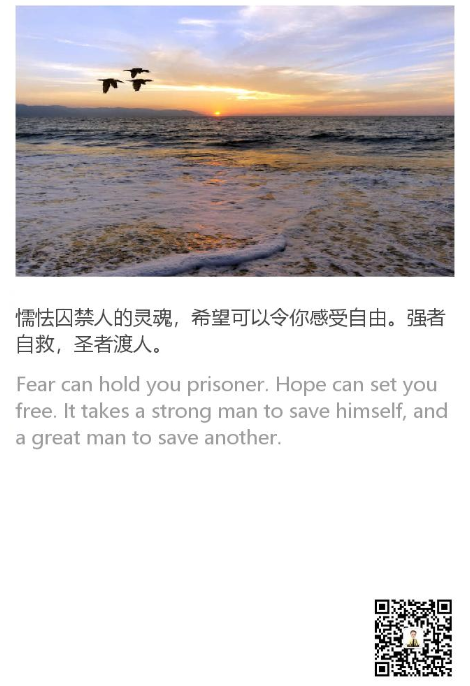 懦怯囚禁人的灵魂，希望可以令你感受自由。强者
自救，圣者渡人。
Fear can hold you prisoner. Hope can set you
free. It takes a strong man to save himself, and
a great man to save another.